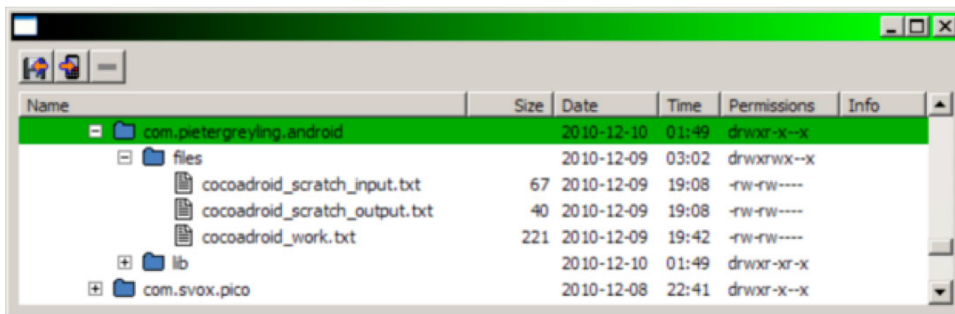 Name Size Date Time Permissions Info
com.pietergreyling.android 2010-12-10 01:49 drwxr-x--x
files 2010-12-09 03:02 drwxrwx--x
cocoadroid_scratch_input.txt 67 2010-12-09 19:08 -rw-rw----
cocoadroid_scratch_output.txt 40 2010-12-09 19:08 -rw-rw----
cocoadroid_work.txt 221 2010-12-09 19:42 -rw-rw----
lib 2010-12-10 01:49 drwxr-xr-x
com.svox.pico 2010-12-08 22:41 drwxr-x--x